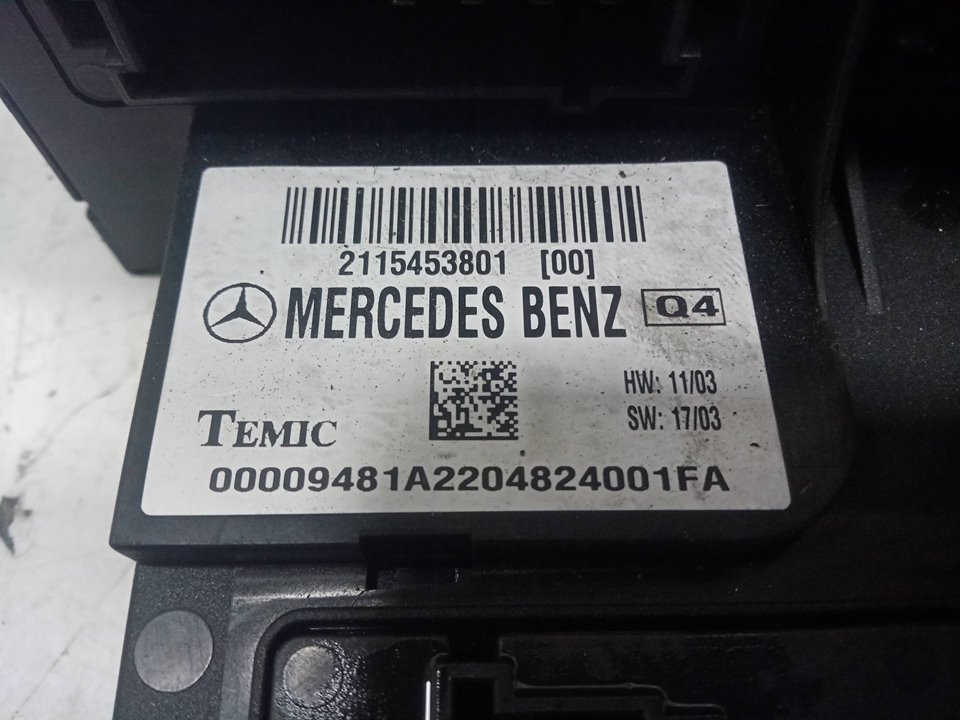 2115453801 [00]
MERCEDES BENZ Q4
HW: 11/03
SW: 17/03
TEMIC
00009481A2204824001FA